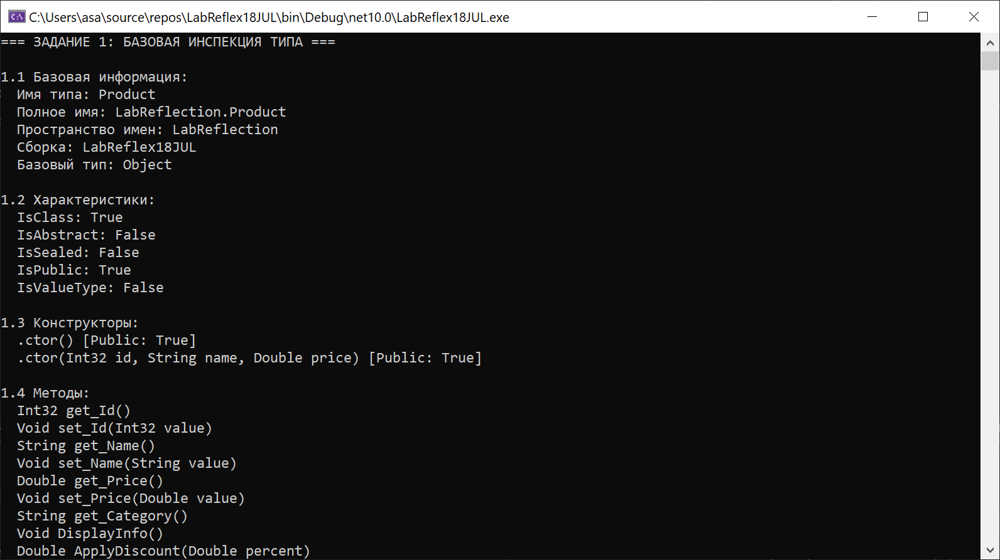 C:\Users\asa\source\repos\LabReflex18JUL\bin\Debug\net10.0\LabReflex18JUL.exe
=== ЗАДАНИЕ 1: БАЗОВАЯ ИНСПЕКЦИЯ ТИПА ===
1.1 Базовая информация:
Имя типа: Product
Полное имя: LabReflection.Product
Пространство имен: LabReflection
Сборка: LabReflex18JUL
Базовый тип: Object
1.2 Характеристики:
IsClass: True
IsAbstract: False
IsSealed: False
IsPublic: True
IsValueType: False
1.3 Конструкторы:
.ctor() [Public: True]
.ctor(Int32 id, String name, Double price) [Public: True]
1.4 Методы:
Int32 get_Id()
Void set_Id(Int32 value)
String get_Name()
Void set_Name(String value)
Double get_Price()
Void set_Price(Double value)
String get_Category()
Void DisplayInfo()
Double ApplyDiscount(Double percent)